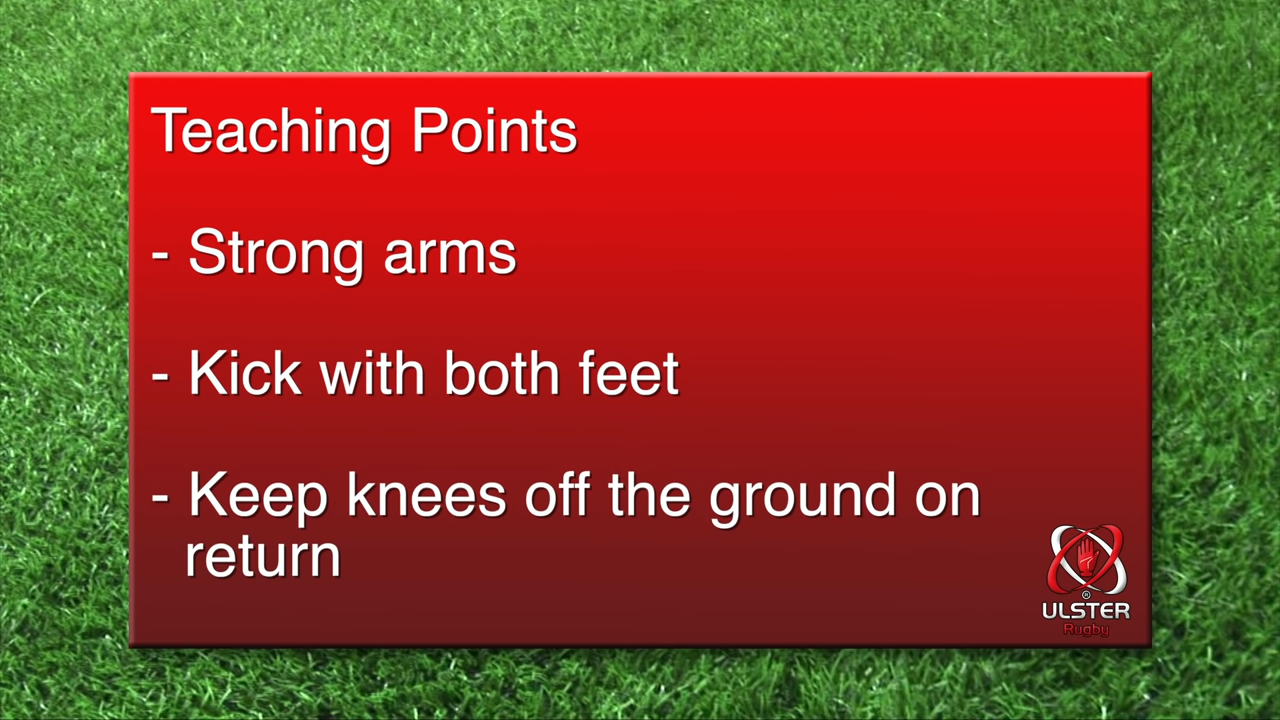 Teaching Points
- Strong arms
- Kick with both feet
- Keep knees off the ground on
return
®
ULSTER
Rugby